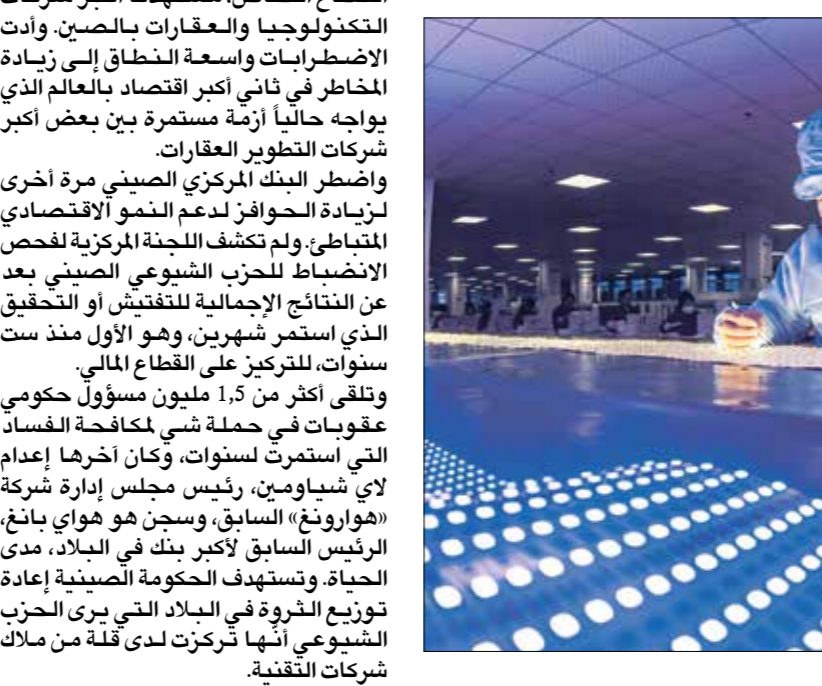 التكنولوجيا والعقارات بالصين. وأدت
الاضطرابات واسعة النطاق إلى زيادة
المخاطر في ثاني أكبر اقتصاد بالعالم الذي
يواجه حالياً أزمة مستمرة بين بعض أكبر
شركات التطوير العقارات.
واضطر البنك المركزي الصيني مرة أخرى
لزيادة الحوافز لدعم النمو الاقتصادي
المتباطئ. ولم تكشف اللجنة المركزية لفحص
الانضباط للحزب الشيوعي الصيني بعد
عن النتائج الإجمالية للتفتيش أو التحقيق
الذي استمر شهرين، وهو الأول منذ ست
سنوات، للتركيز على القطاع المالي.
وتلقى أكثر من 1,5 مليون مسؤول حكومي
عقوبات في حملة شي لمكافحة الفساد
التي استمرت لسنوات، وكان آخرها إعدام
لاي شياومين، رئيس مجلس إدارة شركة
«هوارونغ» السابق، وسجن هو هواي بانغ،
الرئيس السابق لأكبر بنك في البلاد، مدى
الحياة. وتستهدف الحكومة الصينية إعادة
توزيع الثروة في البلاد التي يرى الحزب
الشيوعي أنَّها تركزت لدى قلة من ملاك
شركات التقنية.